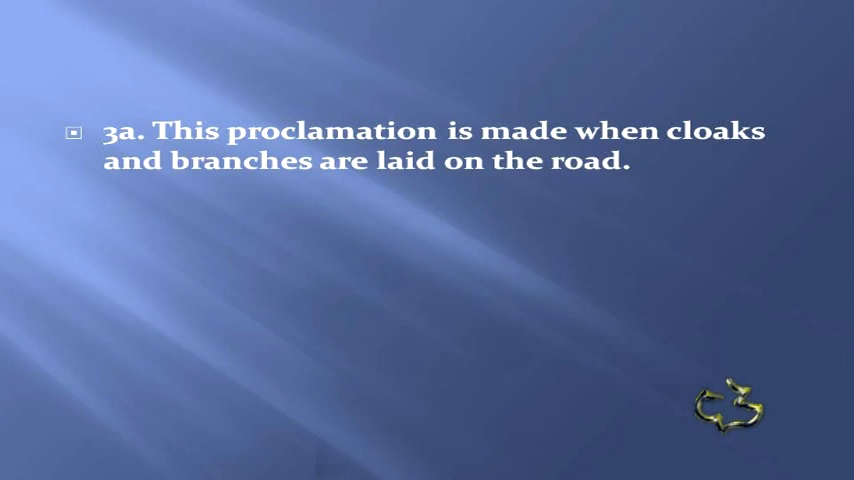 3a. This proclamation is made when cloaks
and branches are laid on the road.